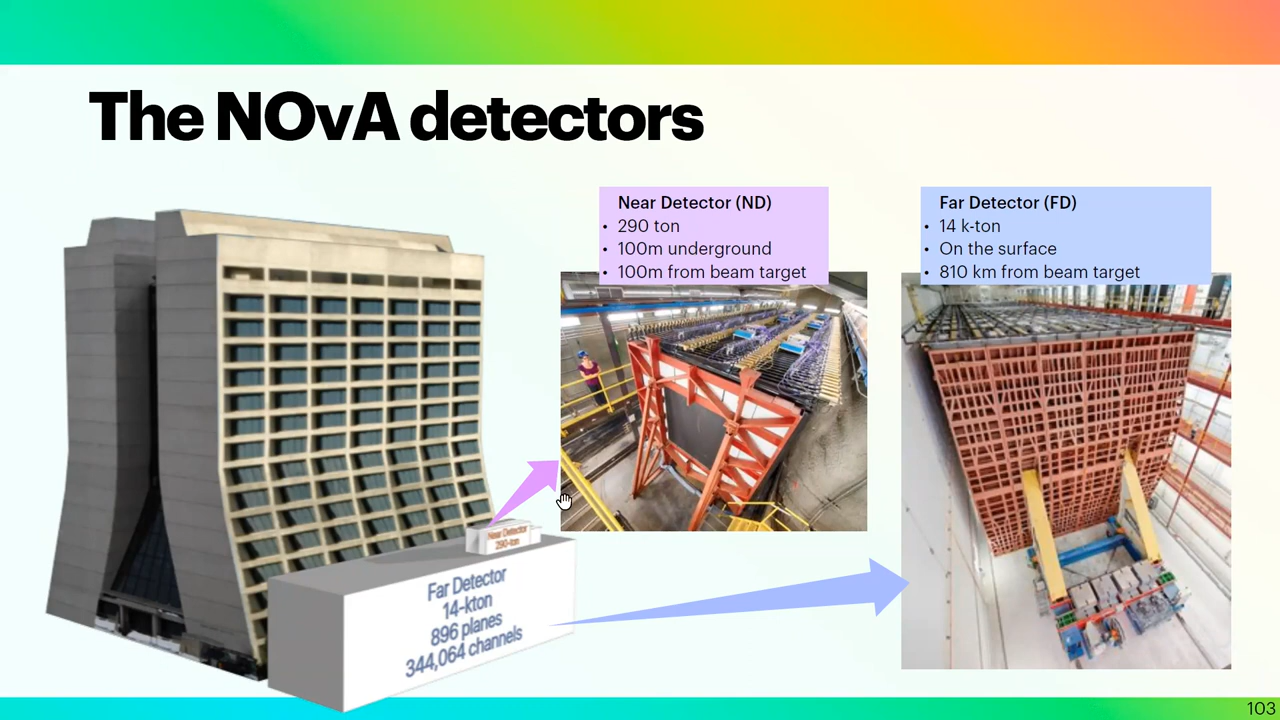 The NOvA detectors
Near Detector (ND)
• 290 ton
• 100m underground
• 100m from beam target
Far Detector (FD)
• 14 k-ton
• On the surface
• 810 km from beam target
Near Detector
290-ton
Far Detector
14-kton
896 planes
344,064 channels
103